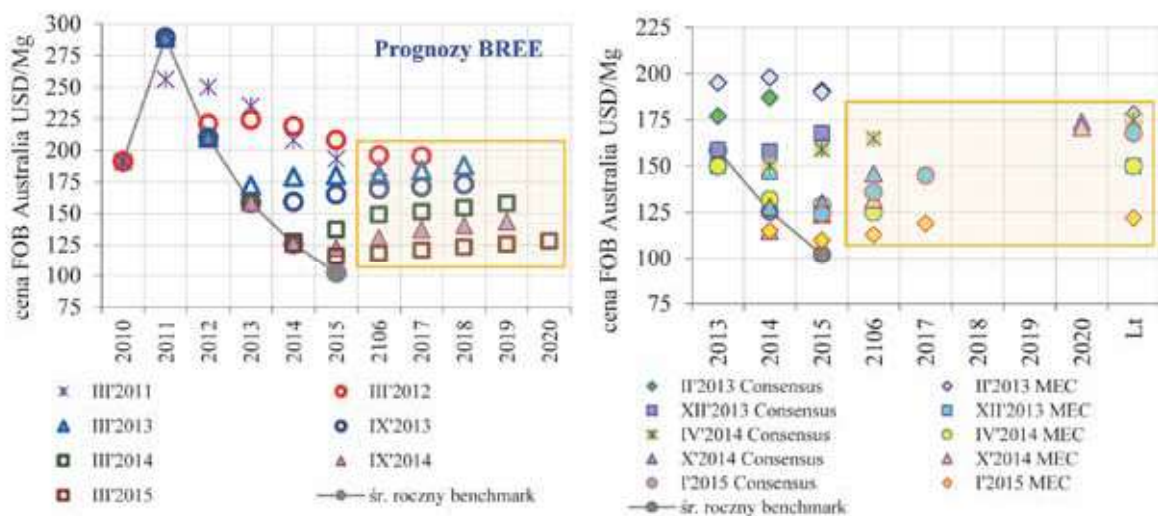 Prognozy BREE
cena FOB Australia USD/Mg
300
275
250
225
200
175
150
125
100
75
2010
2011
2012
2013
2014
2015
2106
2017
2018
2019
2020
III'2011
III'2012
III'2013
IX'2013
III'2014
IX'2014
III'2015
śr. roczny benchmark
cena FOB Australia USD/Mg
225
200
175
150
125
100
75
2013
2014
2015
2106
2017
2018
2019
2020
Lt
II'2013 Consensus
II'2013 MEC
XII'2013 Consensus
XII'2013 MEC
IV'2014 Consensus
IV'2014 MEC
X'2014 Consensus
X'2014 MEC
I'2015 Consensus
I'2015 MEC
śr. roczny benchmark